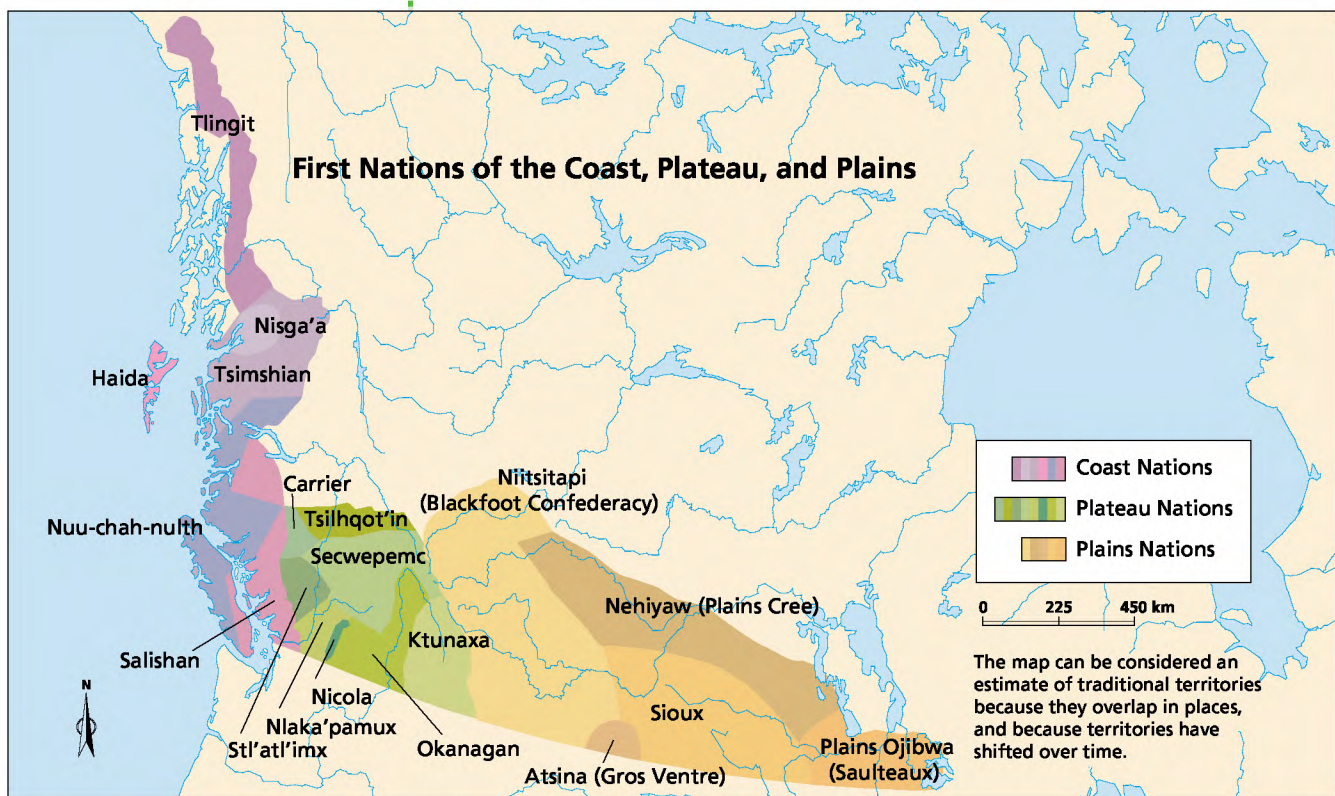 First Nations of the Coast, Plateau, and Plains
Tlingit
Nisga'a
Haida
Tsimshian
Carrier
Tsilhqot'in
Niitsitapi
(Blackfoot Confederacy)
Nuu-chah-nulth
Secwepemc
Nehiyaw (Plains Cree)
Salishan
Ktunaxa
Nicola
Nlaka'pamux
Stl'atl'imx
Okanagan
Sioux
Atsina (Gros Ventre)
Plains Ojibwa
(Saulteaux)
N
Coast Nations
Plateau Nations
Plains Nations
0 225 450 km
The map can be considered an
estimate of traditional territories
because they overlap in places,
and because territories have
shifted over time.